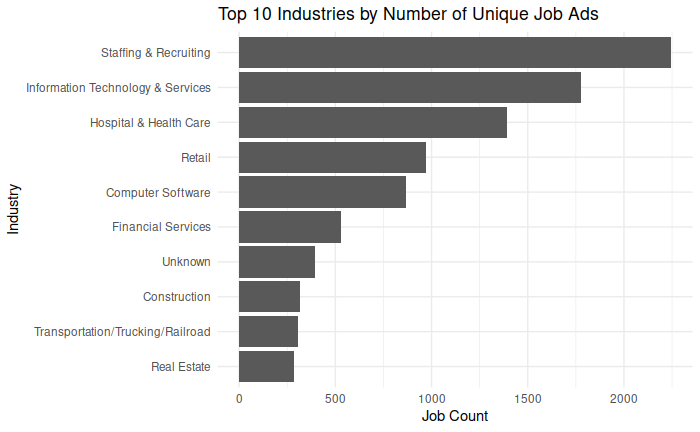 Top 10 Industries by Number of Unique Job Ads
Staffing & Recruiting
Information Technology & Services
Hospital & Health Care
Retail
Computer Software
Financial Services
Unknown
Construction
Transportation/Trucking/Railroad
Real Estate
Industry
0 500 1000 1500 2000
Job Count